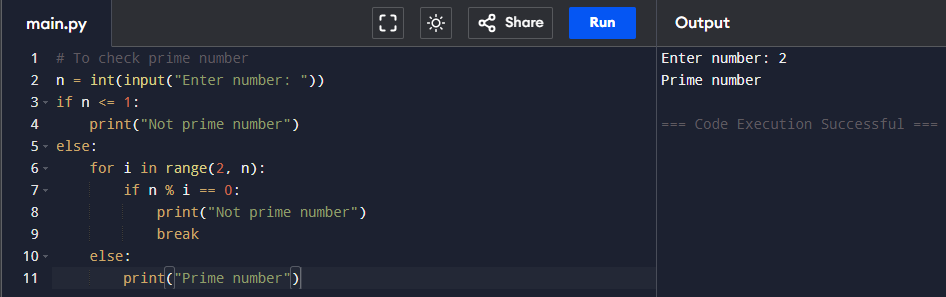 main.py
Share
Run
Output
1 # To check prime number
2 n = int(input("Enter number: "))
3 if n <= 1:
4     print("Not prime number")
5 else:
6     for i in range(2, n):
7         if n % i == 0:
8             print("Not prime number")
9             break
10     else:
11         print("Prime number")
Enter number: 2
Prime number
=== Code Execution Successful ===